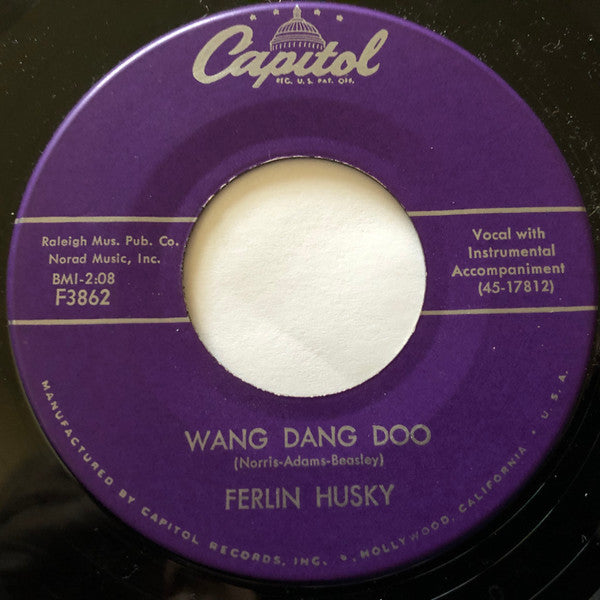 Capitol
REG. U.S. PAT. OFF.
Raleigh Mus. Pub. Co.
Norad Music, Inc.
BMI-2:08
F3862
Vocal with
Instrumental
Accompaniment
(45-17812)
WANG DANG DOO
(Norris-Adams-Beasley)
FERLIN HUSKY
MANUFACTURED BY CAPITOL RECORDS, INC. ★ HOLLYWOOD, CALIFORNIA • U.S.A.